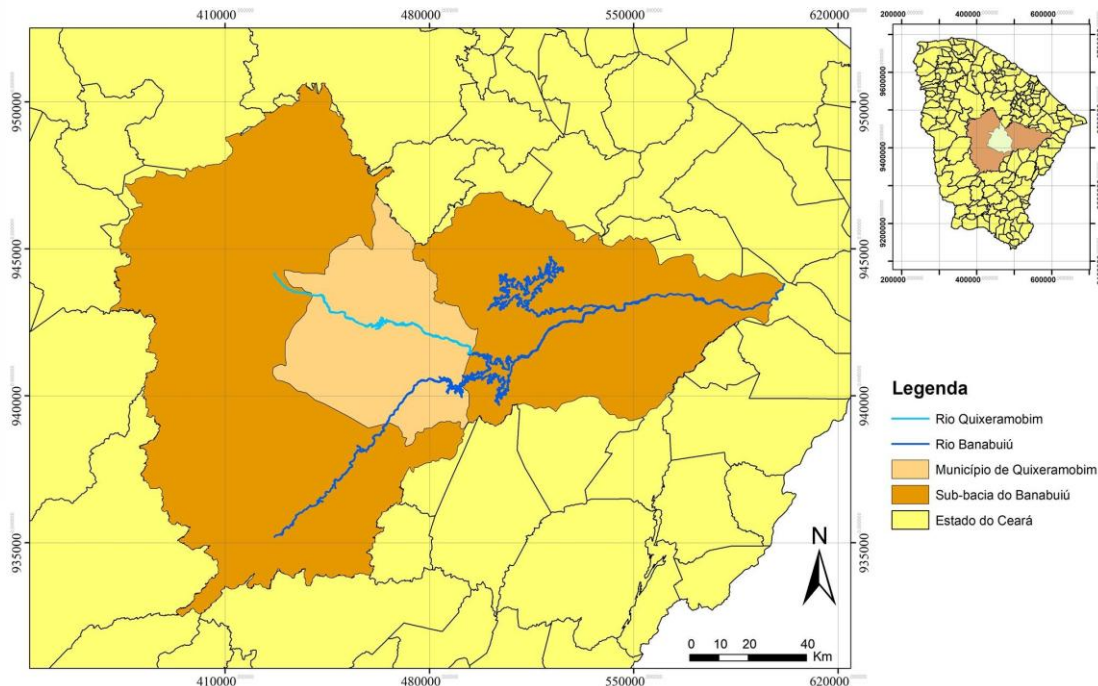 410000 480000 550000 620000
200000 400000 600000
950000
950000
9600000
9400000
9200000
945000
945000
200000 400000 600000
940000
940000
Legenda
Rio Quixeramobim
Rio Banabuiú
Município de Quixeramobim
Sub-bacia do Banabuiú
Estado do Ceará
935000
935000
N
0 10 20 40
Km
410000 480000 550000 620000